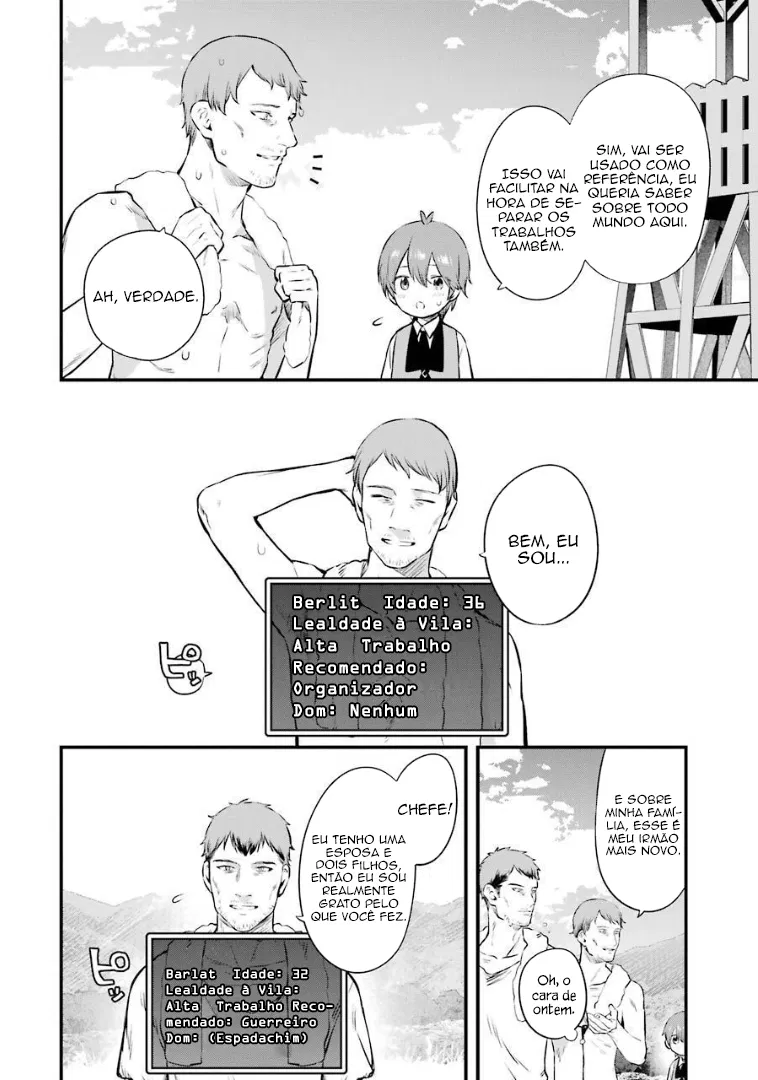 SIM, VAI SER
USADO COMO
REFERÊNCIA, EU
QUERIA SABER
SOBRE TODO
MUNDO AQUI.
ISSO VAI
FACILITAR NA
HORA DE SE-
PARAR OS
TRABALHOS
TAMBÉM.
AH, VERDADE.
BEM, EU
SOU...
Berlit Idade: 36
Lealdade à Vila:
Alta Trabalho
Recomendado:
Organizador
Dom: Nenhum
ピッ
E SOBRE
MINHA FAMÍ-
LIA, ESSE É
MEU IRMÃO
MAIS NOVO.
Oh, o
cara de
ontem.
CHEFE!
EU TENHO UMA
ESPOSA E
DOIS FILHOS,
ENTÃO EU SOU
REALMENTE
GRATO PELO
QUE VOCÊ FEZ.
Barlat Idade: 32
Lealdade à Vila:
Alta Trabalho Reco-
mendado: Guerreiro
Dom: (Espadachim)
ピッ